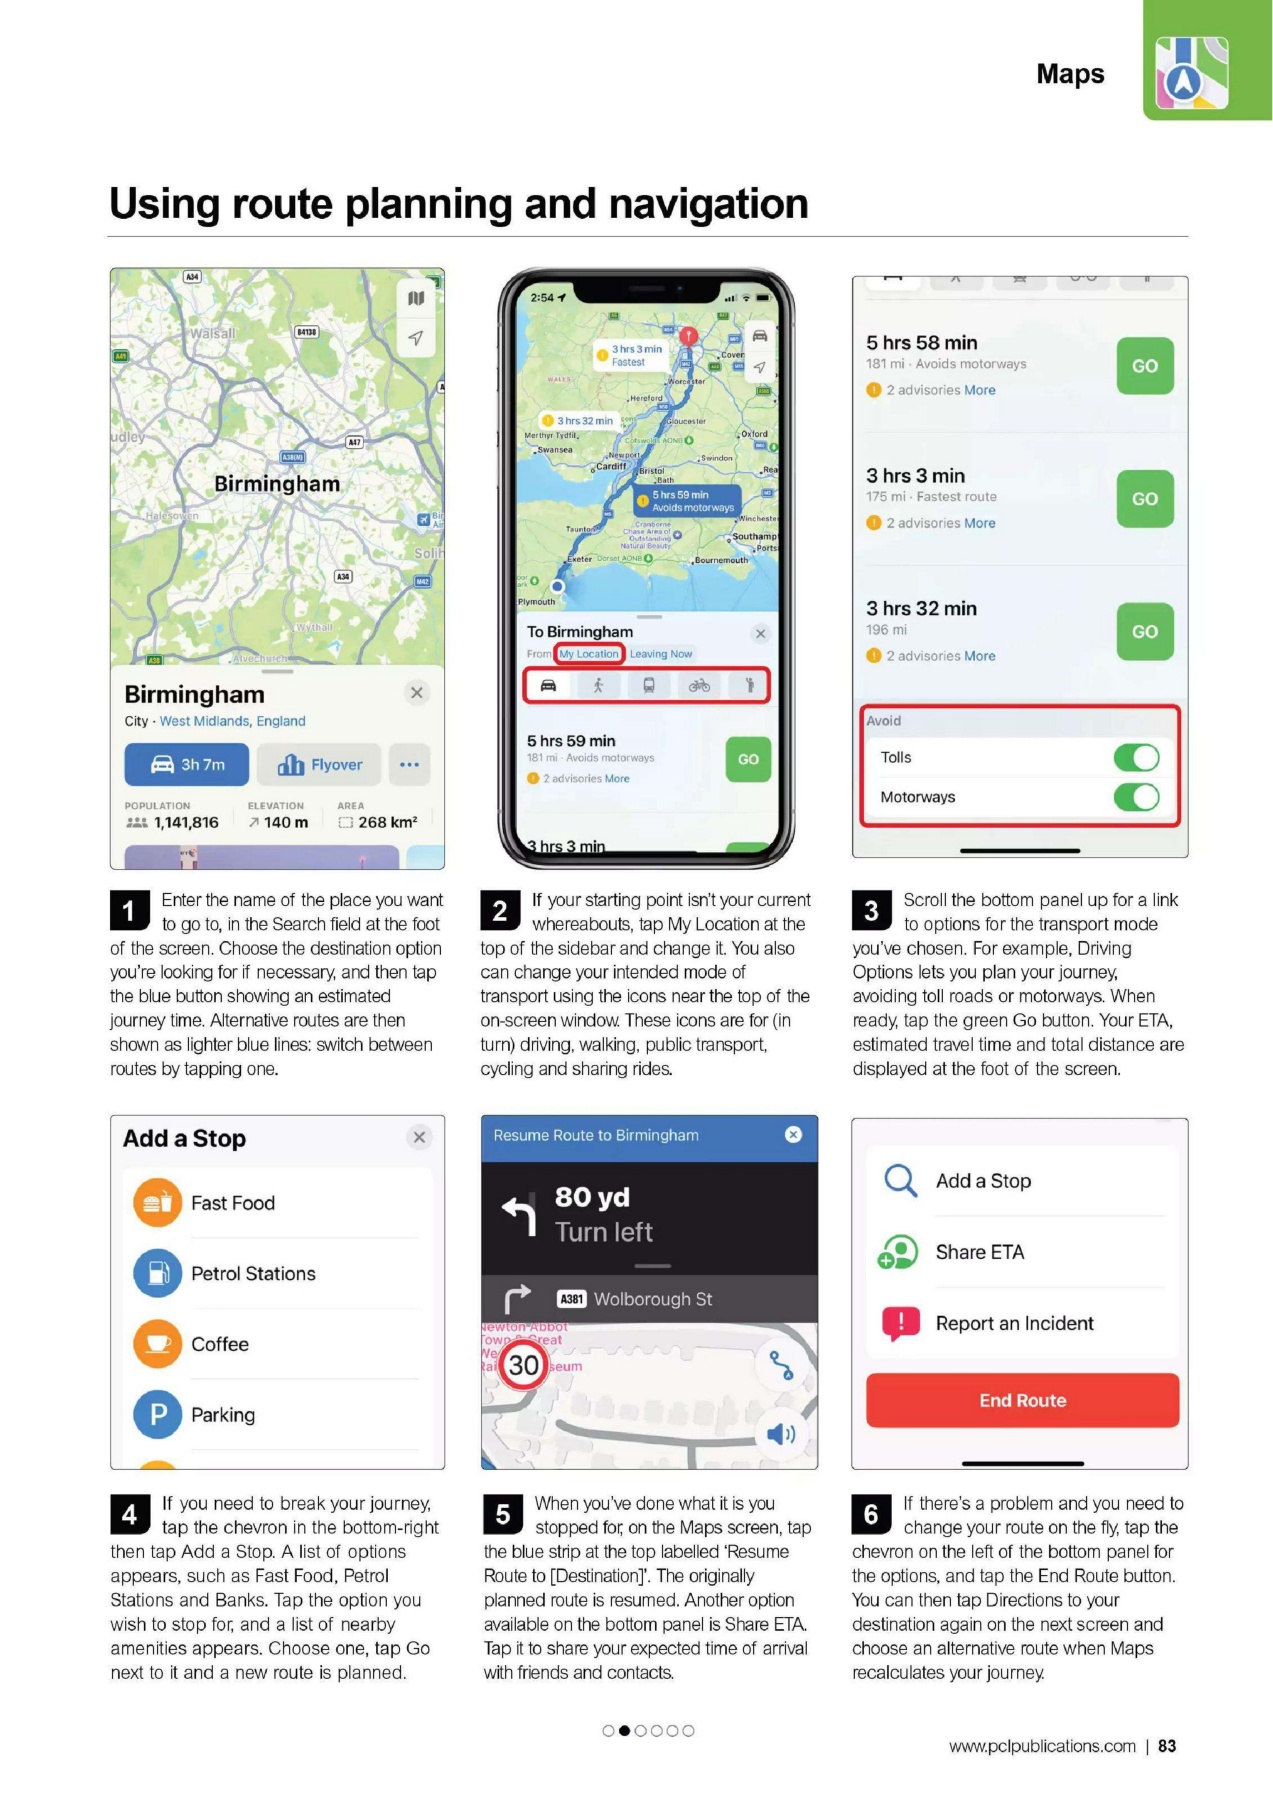 Maps
Using route planning and navigation
A34
Walsall
B4138
A41
A
udley
A47
A38(M)
Birmingham
Halesowen
Bir
Ai
Solih
A34
M42
Wythall
A38
Alvechurch
Birmingham
City · West Midlands, England
3h 7m
Flyover
POPULATION
ELEVATION
AREA
1,141,816
140 m
268 km²
2:54
3 hrs 3 min
Fastest
Coven
WALES
Worcester
Hereford
3 hrs 32 min
Gloucester
Merthyr Tydfil
Cotswolds AONB
Oxford
Swansea
Newport
Swindon
Cardiff
Bristol
Rea
Bath
5 hrs 59 min
Avoids motorways
Winchester
Taunton
Cranborne
Chase Area of
Outstanding
Natural Beauty
Southamp
Ports
Exeter
Dorset AONB
Bournemouth
Plymouth
To Birmingham
From My Location Leaving Now
5 hrs 59 min
181 mi · Avoids motorways
GO
2 advisories More
3 hrs 3 min
5 hrs 58 min
181 mi · Avoids motorways
GO
2 advisories More
3 hrs 3 min
175 mi · Fastest route
GO
2 advisories More
3 hrs 32 min
196 mi
GO
2 advisories More
Avoid
Tolls
Motorways
1 Enter the name of the place you want
to go to, in the Search field at the foot
of the screen. Choose the destination option
you're looking for if necessary, and then tap
the blue button showing an estimated
journey time. Alternative routes are then
shown as lighter blue lines: switch between
routes by tapping one.
2 If your starting point isn't your current
whereabouts, tap My Location at the
top of the sidebar and change it. You also
can change your intended mode of
transport using the icons near the top of the
on-screen window. These icons are for (in
turn) driving, walking, public transport,
cycling and sharing rides.
3 Scroll the bottom panel up for a link
to options for the transport mode
you've chosen. For example, Driving
Options lets you plan your journey,
avoiding toll roads or motorways. When
ready, tap the green Go button. Your ETA,
estimated travel time and total distance are
displayed at the foot of the screen.
Add a Stop
Fast Food
Petrol Stations
Coffee
P Parking
Resume Route to Birmingham
80 yd
Turn left
A381 Wolborough St
Newton Abbot
Town & Great
We
Rai
seum
30
Add a Stop
Share ETA
Report an Incident
End Route
4 If you need to break your journey,
tap the chevron in the bottom-right
then tap Add a Stop. A list of options
appears, such as Fast Food, Petrol
Stations and Banks. Tap the option you
wish to stop for, and a list of nearby
amenities appears. Choose one, tap Go
next to it and a new route is planned.
5 When you've done what it is you
stopped for, on the Maps screen, tap
the blue strip at the top labelled 'Resume
Route to [Destination]'. The originally
planned route is resumed. Another option
available on the bottom panel is Share ETA.
Tap it to share your expected time of arrival
with friends and contacts.
6 If there's a problem and you need to
change your route on the fly, tap the
chevron on the left of the bottom panel for
the options, and tap the End Route button.
You can then tap Directions to your
destination again on the next screen and
choose an alternative route when Maps
recalculates your journey.
www.pclpublications.com | 83